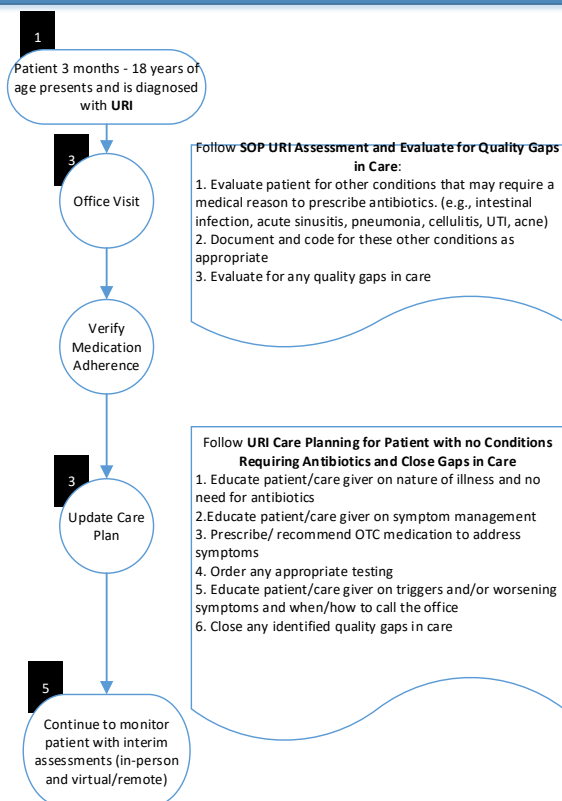 1
Patient 3 months - 18 years of
age presents and is diagnosed
with URI
3
Office Visit
Follow SOP URI Assessment and Evaluate for Quality Gaps
in Care:
1. Evaluate patient for other conditions that may require a
medical reason to prescribe antibiotics. (e.g., intestinal
infection, acute sinusitis, pneumonia, cellulitis, UTI, acne)
2. Document and code for these other conditions as
appropriate
3. Evaluate for any quality gaps in care
Verify
Medication
Adherence
3
Update Care
Plan
Follow URI Care Planning for Patient with no Conditions
Requiring Antibiotics and Close Gaps in Care
1. Educate patient/care giver on nature of illness and no
need for antibiotics
2.Educate patient/care giver on symptom management
3. Prescribe/ recommend OTC medication to address
symptoms
4. Order any appropriate testing
5. Educate patient/care giver on triggers and/or worsening
symptoms and when/how to call the office
6. Close any identified quality gaps in care
5
Continue to monitor
patient with interim
assessments (in-person
and virtual/remote)